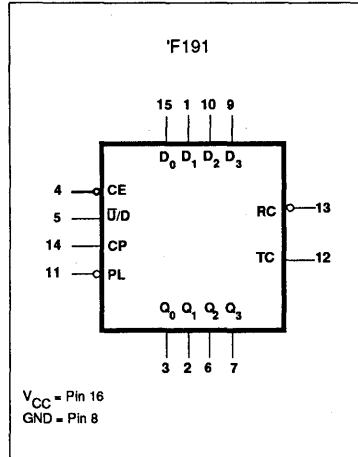 'F191
15 1 10 9
D0 D1 D2 D3
4 CE
5 U̅/D
14 CP
11 PL
RC 13
TC 12
Q0 Q1 Q2 Q3
3 2 6 7
VCC = Pin 16
GND = Pin 8